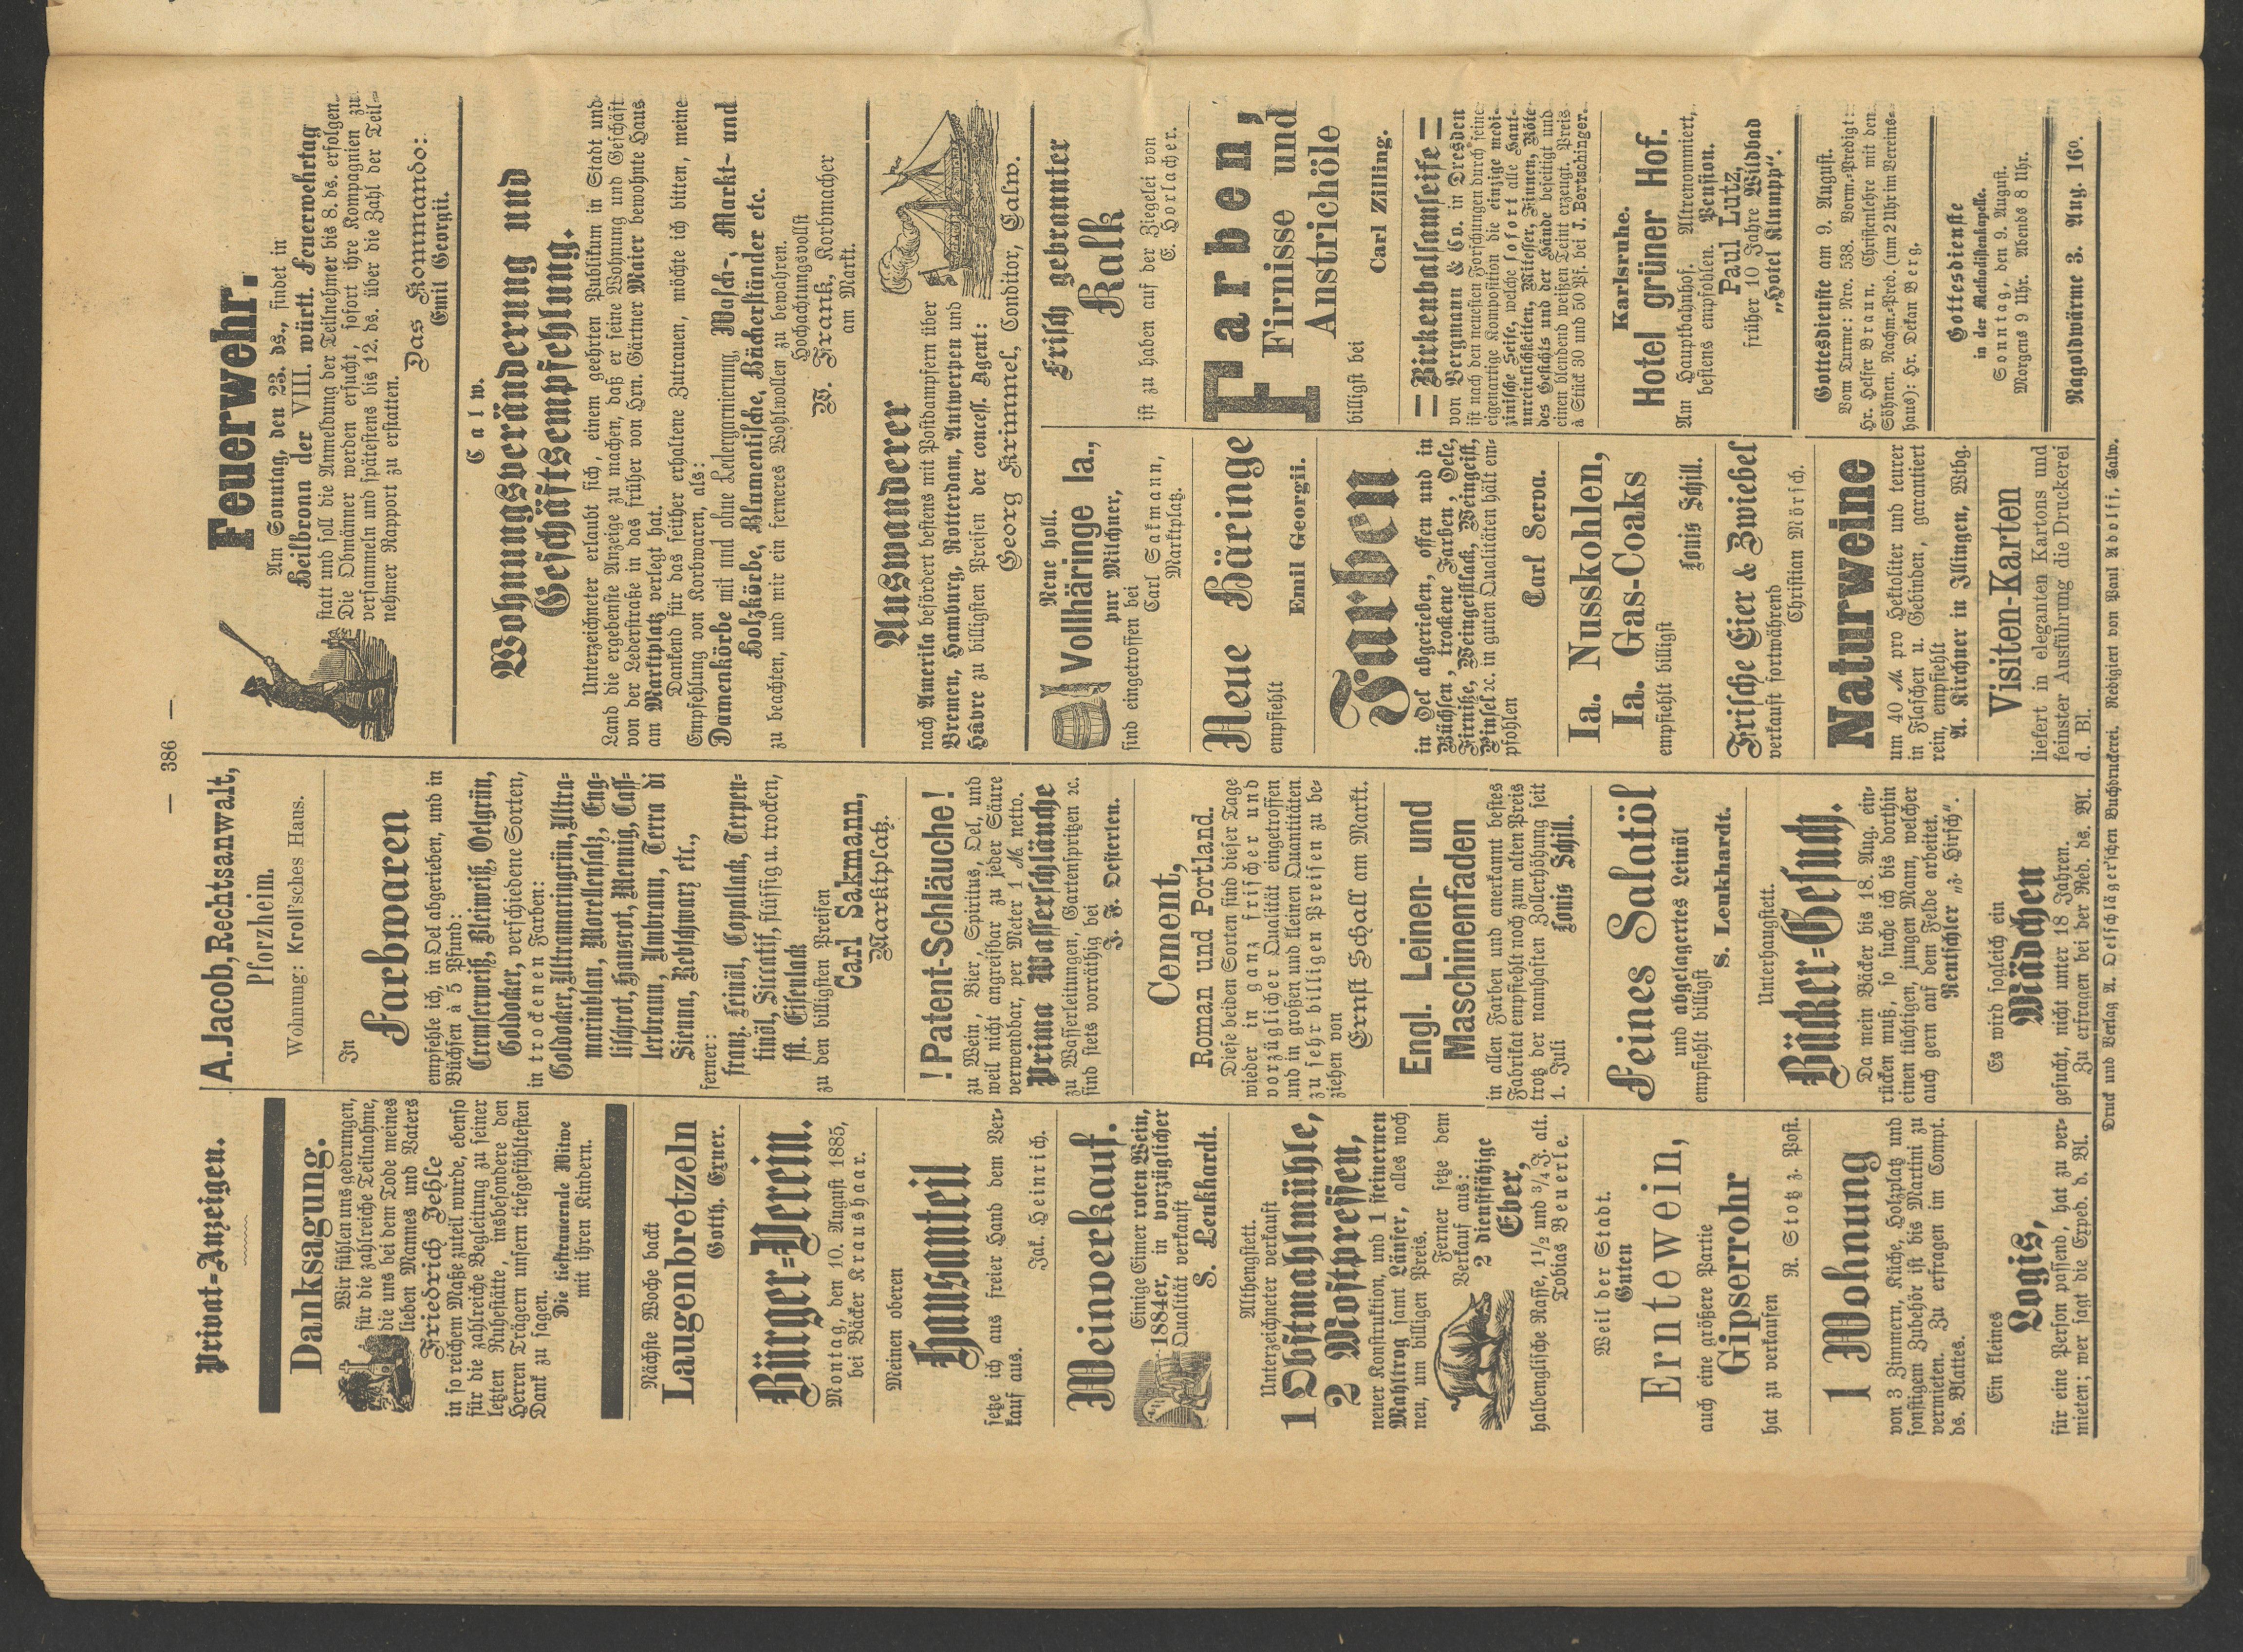 — 386 —
Privat=Anzeigen.
Danksagung.
Wir fühlen uns gedrungen,
für die zahlreiche Teilnahme,
die uns bei dem Tode meines
lieben Mannes und Vaters
Friedrich Jehle
in so reichem Maße zuteil wurde, ebenso
für die zahlreiche Begleitung zu seiner
letzten Ruhestätte, insbesondere den
Herren Trägern unsern tiefgefühltesten
Dank zu sagen.
Die tieftrauernde Witwe
mit ihren Kindern.
Nächste Woche backt
Laugenbretzeln
Gotth. Exner.
Bürger=Verein.
Montag, den 10. August 1885,
bei Bäcker Kraushaar.
Meinen oberen
Hausanteil
setze ich aus freier Hand dem Ver-
kauf aus.
Jak. Heinrich.
Weinverkauf.
Einige Eimer roten Wein,
1884er, in vorzüglicher
Qualität verkauft
S. Leukhardt.
Althengstett.
Unterzeichneter verkauft
1 Obstmahlmühle,
2 Mostpressen,
neuer Konstruktion, und 1 steinernen
Mahltrog samt Läufer, alles noch
neu, um billigen Preis.
Ferner setze dem
Verkauf aus:
2 dienstfähige
Eber,
halbenglische Rasse, 1½ und ¾ J. alt.
Tobias Beuerle.
Weil der Stadt.
Guten
Erntewein,
auch eine größere Partie
Gipserrohr
hat zu verkaufen
R. Stotz z. Post.
1 Wohnung
von 3 Zimmern, Küche, Holzplatz und
sonstigem Zubehör ist bis Martini zu
vermieten. Zu erfragen im Compt.
ds. Blattes.
Ein kleines
Logis,
für eine Person passend, hat zu ver-
mieten; wer sagt die Exped. d. Bl.
A. Jacob, Rechtsanwalt,
Pforzheim.
Wohnung: Kroll'sches Haus.
In
Farbwaren
empfehle ich, in Oel abgerieben, und in
Büchsen à 5 Pfund:
Cremserweiß, Bleiweiß, Oelgrün,
Goldocker, verschiedene Sorten,
in trockenen Farben:
Goldocker, Ultramaringrün, Ultra-
marinblau, Morellensalz, Eng-
lischrot, Hausrot, Mennig, Cass-
lerbraun, Umbraun, Terra di
Sienna, Rebschwarz etc.,
ferner:
franz. Leinöl, Copallack, Terpen-
tinöl, Siccatif, flüssig u. trocken,
ff. Eisenlack
zu den billigsten Preisen
Carl Sakmann,
Marktplatz.
! Patent-Schläuche!
zu Wein, Bier, Spiritus, Oel, und
weil nicht angreifbar zu jeder Säure
verwendbar, per Meter 1 M. netto.
Prima Wasserschläuche
zu Wasserleitungen, Gartenspritzen ꝛc.
sind stets vorräthig bei
J. F. Oesterlen.
Cement,
Roman und Portland.
Diese beiden Sorten sind dieser Tage
wieder in ganz frischer und
vorzüglicher Qualität eingetroffen
und in großen und kleinen Quantitäten
zu sehr billigen Preisen zu be-
ziehen von
Ernst Schall am Markt.
Engl. Leinen- und
Maschinenfaden
in allen Farben und anerkannt bestes
Fabrikat empfiehlt noch zum alten Preis
trotz der namhaften Zollerhöhung seit
1. Juli
Louis Schill.
Feines Salatöl
und abgelagertes Leinöl
empfiehlt billigst
S. Leukhardt.
Unterhaugstett.
Bäcker=Gesuch.
Da mein Bäcker bis 18. Aug. ein-
rücken muß, so suche ich bis dorthin
einen tüchtigen, jungen Mann, welcher
auch gern auf dem Felde arbeitet.
Rentschler „z. Hirsch“.
Es wird sogleich ein
Mädchen
gesucht, nicht unter 18 Jahren.
Zu erfragen bei der Red. ds. Bl.
Feuerwehr.
Am Sonntag, den 23. ds., findet in
Heilbronn der VIII. württ. Feuerwehrtag
statt und soll die Anmeldung der Teilnehmer bis 8. ds. erfolgen.
Die Obmänner werden ersucht, sofort ihre Kompagnien zu
versammeln und spätestens bis 12. ds. über die Zahl der Teil-
nehmer Rapport zu erstatten.
Das Kommando:
Emil Georgii.
Calw.
Wohnungsveränderung und
Geschäftsempfehlung.
Unterzeichneter erlaubt sich, einem geehrten Publikum in Stadt und
Land die ergebenste Anzeige zu machen, daß er seine Wohnung und Geschäft
von der Lederstraße in das früher von Hrn. Gärtner Maier bewohnte Haus
am Marktplatz verlegt hat.
Dankend für das seither erhaltene Zutrauen, möchte ich bitten, meine
Empfehlung von Korbwaren, als:
Damenkörbe mit und ohne Ledergarnierung, Wasch-, Markt- und
Holzkörbe, Blumentische, Bücherständer etc.
zu beachten, und mir ein ferneres Wohlwollen zu bewahren.
Hochachtungsvollst
W. Frank, Korbmacher
am Markt.
Auswanderer
nach Amerika befördert bestens mit Postdampfern über
Bremen, Hamburg, Rotterdam, Antwerpen und
Hâvre zu billigsten Preisen der concess. Agent:
Georg Krimmel, Conditor, Calw.
Neue holl.
Vollhäringe Ia.,
pur Milchner,
sind eingetroffen bei
Carl Sakmann,
Marktplatz.
Neue Häringe
empfiehlt
Emil Georgii.
Farben
in Oel abgerieben, offen und in
Büchsen, trockene Farben, Oele,
Firniße, Weingeistlack, Weingeist,
Pinsel ꝛc. in guten Qualitäten hält em-
pfohlen
Carl Serva.
Ia. Nusskohlen,
Ia. Gas-Coaks
empfiehlt billigst
Louis Schill.
Frische Eier & Zwiebel
verkauft fortwährend
Christian Mörsch.
Naturweine
um 40 M pro Hektoliter und teurer
in Flaschen u. Gebinden, garantiert
rein, empfiehlt
A. Kirchner in Illingen, Wtbg.
Visiten-Karten
liefert in eleganten Kartons und
feinster Ausführung die Druckerei
d. Bl.
Frisch gebrannter
Kalk
ist zu haben auf der Ziegelei von
E. Horlacher.
Farben,
Firnisse und
Anstrichöle
billigst bei
Carl Zilling.
= Birkenbalsamseife =
von Bergmann & Co. in Dresden
ist nach den neuesten Forschungen durch seine
eigenartige Komposition die einzige medi-
zinische Seife, welche sofort alle Haut-
unreinlichkeiten, Mitesser, Finnen, Röte
des Gesichts und der Hände beseitigt und
einen blendend weißen Teint erzeugt. Preis
à Stück 30 und 50 Pf. bei J. Bertschinger.
Karlsruhe.
Hotel grüner Hof.
Am Hauptbahnhof. Altrenommiert,
bestens empfohlen. Pension.
Paul Lutz,
früher 10 Jahre Wildbad
„Hotel Klumpp“.
Gottesdienste am 9. August.
Vom Turme: Nro. 538. Vorm.=Predigt:
Hr. Helfer Braun. Christenlehre mit den
Söhnen. Nachm.=Pred. (um 2 Uhr im Vereins-
haus): Hr. Dekan Berg.
Gottesdienste
in der Methodistenkapelle.
Sonntag, den 9. August.
Morgens 9 Uhr. Abends 8 Uhr.
Nagoldwärme 3. Aug. 16⁰.
Druck und Verlag A. Oelschläger'schen Buchdruckerei. Redigiert von Paul Adolff, Calw.